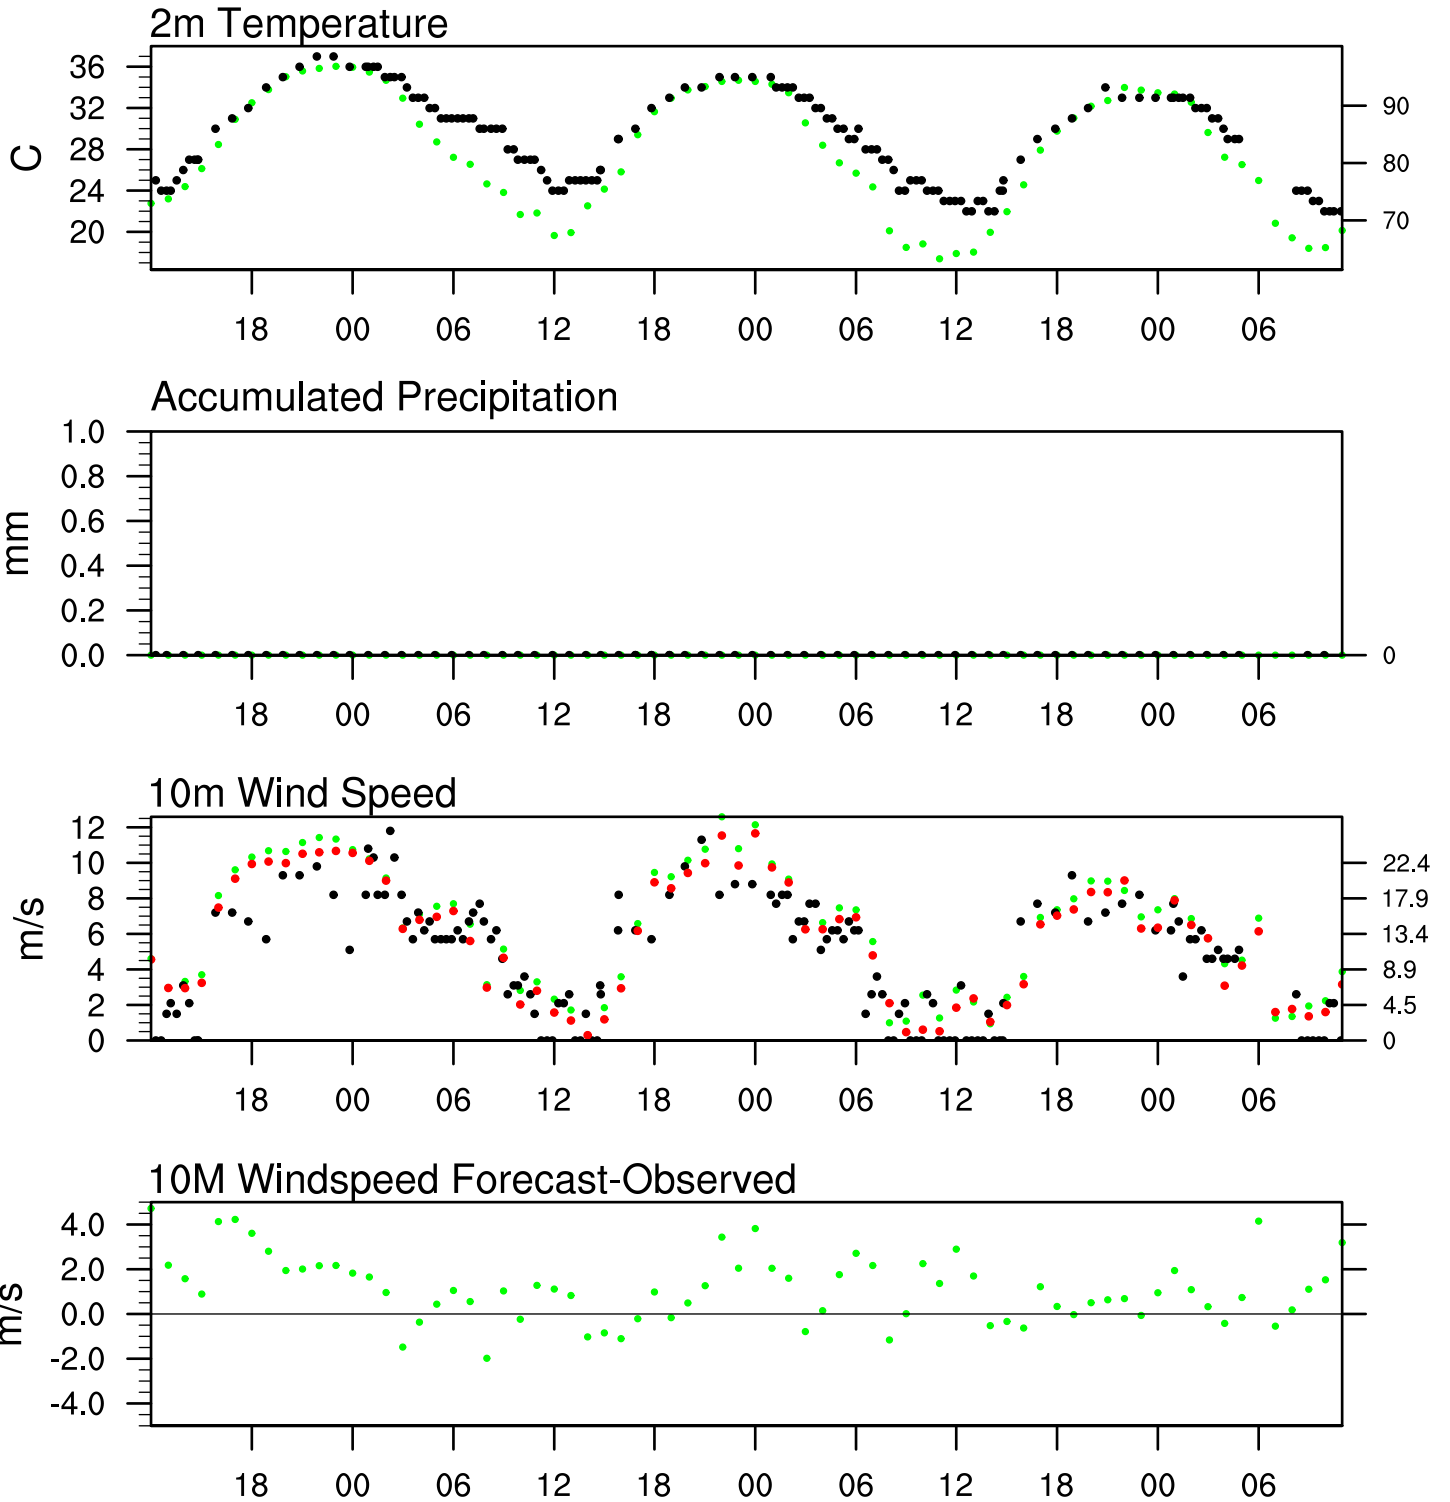 2m Temperature
36
32
28
24
20
C
90
80
70
18 00 06 12 18 00 06 12 18 00 06
Accumulated Precipitation
1.0
0.8
0.6
0.4
0.2
0.0
mm
0
18 00 06 12 18 00 06 12 18 00 06
10m Wind Speed
12
10
8
6
4
2
0
m/s
22.4
17.9
13.4
8.9
4.5
0
18 00 06 12 18 00 06 12 18 00 06
10M Windspeed Forecast-Observed
4.0
2.0
0.0
-2.0
-4.0
m/s
18 00 06 12 18 00 06 12 18 00 06